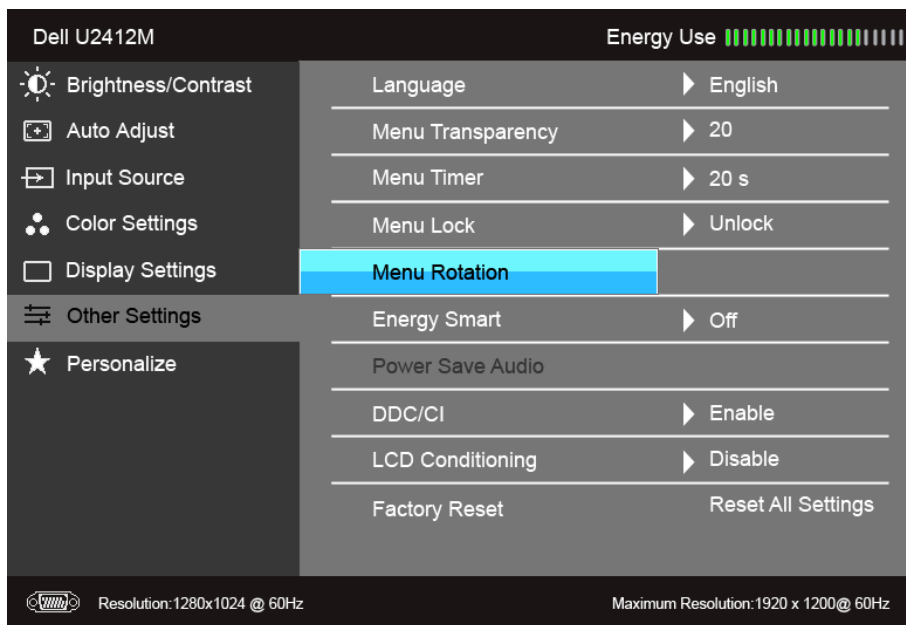 Dell U2412M Energy Use
Brightness/Contrast
Auto Adjust
Input Source
Color Settings
Display Settings
Other Settings
Personalize
Language English
Menu Transparency 20
Menu Timer 20 s
Menu Lock Unlock
Menu Rotation
Energy Smart Off
Power Save Audio
DDC/CI Enable
LCD Conditioning Disable
Factory Reset Reset All Settings
Resolution:1280x1024 @ 60Hz Maximum Resolution:1920 x 1200@ 60Hz